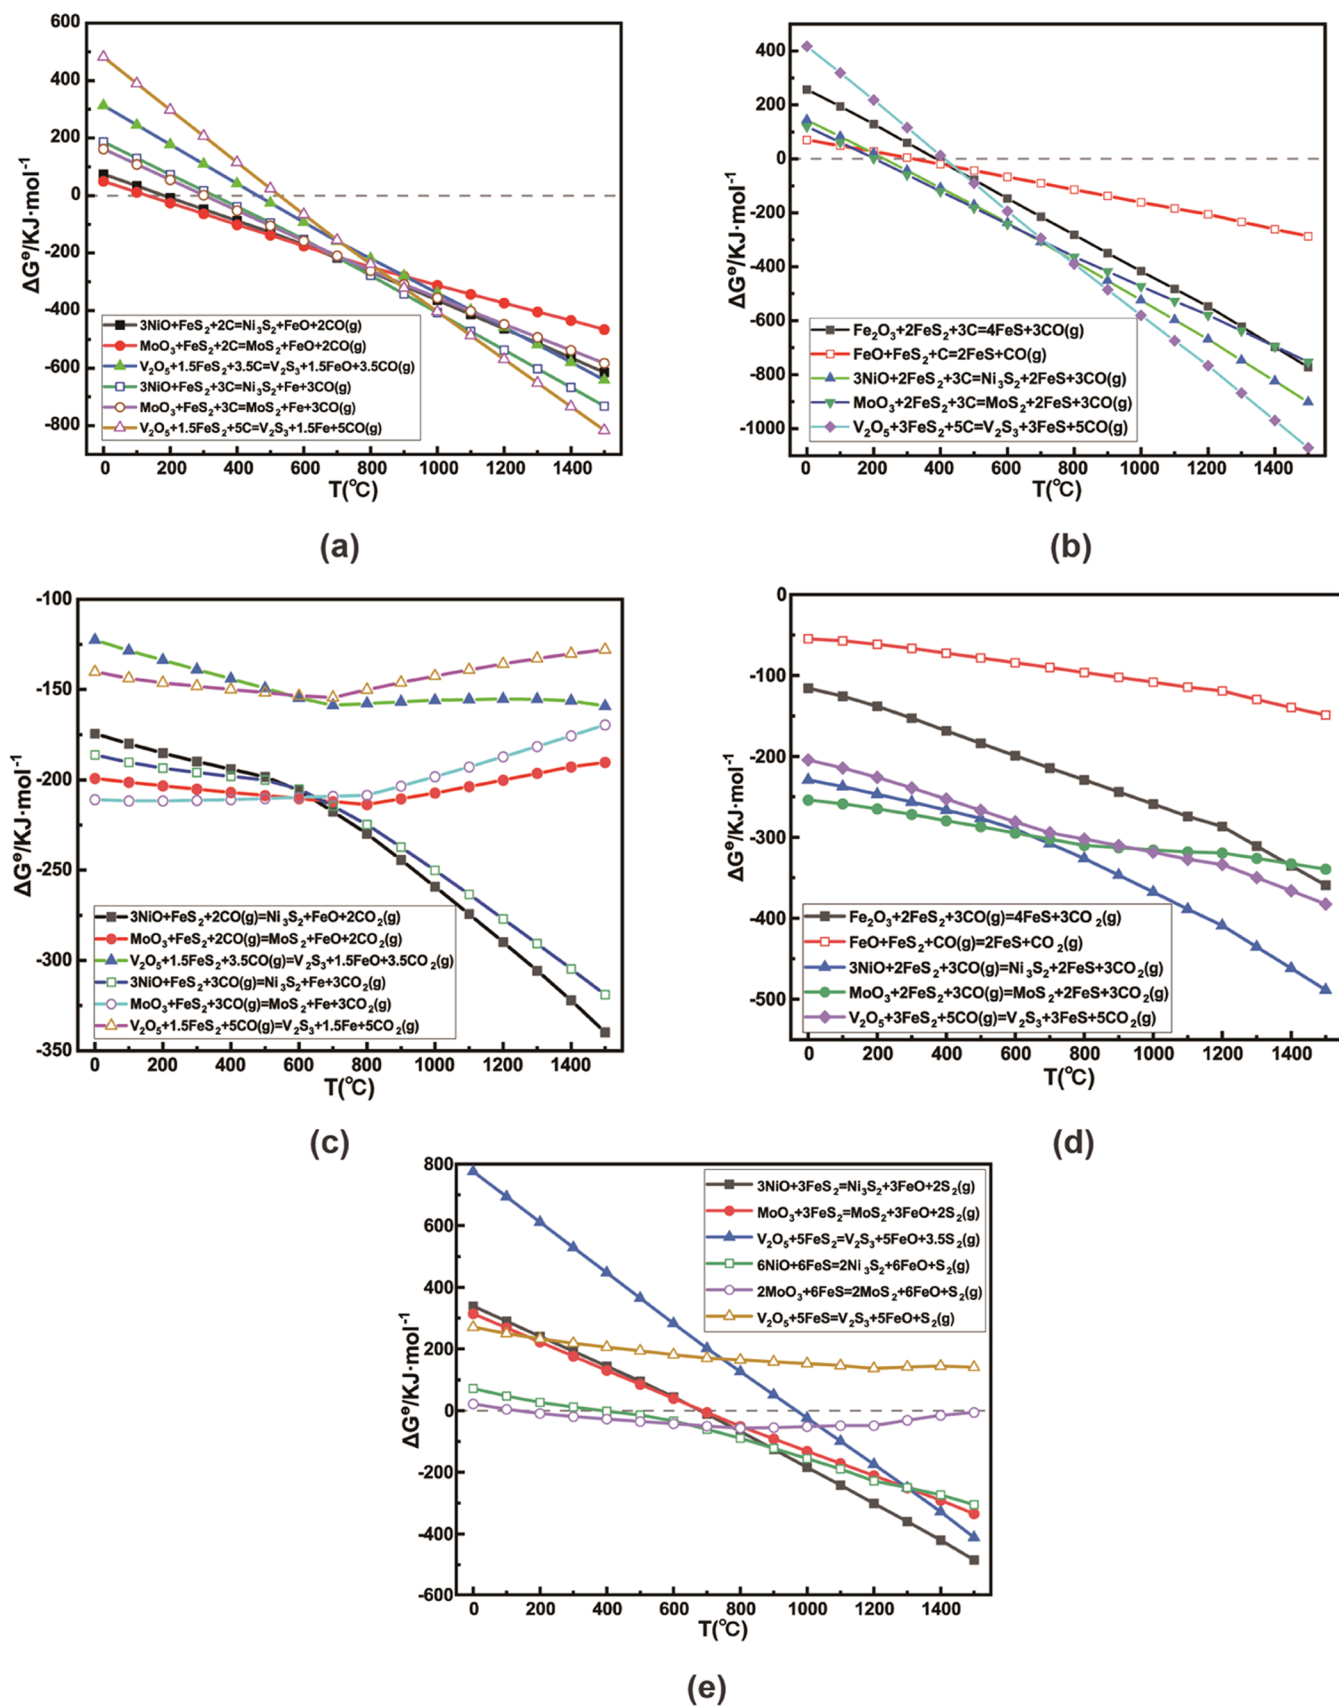 600
400
200
0
-200
-400
-600
-800
ΔG⁰/KJ·mol⁻¹
3NiO+FeS₂+2C=Ni₃S₂+FeO+2CO(g)
MoO₃+FeS₂+2C=MoS₂+FeO+2CO(g)
V₂O₅+1.5FeS₂+3.5C=V₂S₃+1.5FeO+3.5CO(g)
3NiO+FeS₂+3C=Ni₃S₂+Fe+3CO(g)
MoO₃+FeS₂+3C=MoS₂+Fe+3CO(g)
V₂O₅+1.5FeS₂+5C=V₂S₃+1.5Fe+5CO(g)
0 200 400 600 800 1000 1200 1400
T(℃)
(a)
400
200
0
-200
-400
-600
-800
-1000
ΔG⁰/KJ·mol⁻¹
Fe₂O₃+2FeS₂+3C=4FeS+3CO(g)
FeO+FeS₂+C=2FeS+CO(g)
3NiO+2FeS₂+3C=Ni₃S₂+2FeS+3CO(g)
MoO₃+2FeS₂+3C=MoS₂+2FeS+3CO(g)
V₂O₅+3FeS₂+5C=V₂S₃+3FeS+5CO(g)
0 200 400 600 800 1000 1200 1400
T(℃)
(b)
-100
-150
-200
-250
-300
-350
ΔG⁰/KJ·mol⁻¹
3NiO+FeS₂+2CO(g)=Ni₃S₂+FeO+2CO₂(g)
MoO₃+FeS₂+2CO(g)=MoS₂+FeO+2CO₂(g)
V₂O₅+1.5FeS₂+3.5CO(g)=V₂S₃+1.5FeO+3.5CO₂(g)
3NiO+FeS₂+3CO(g)=Ni₃S₂+Fe+3CO₂(g)
MoO₃+FeS₂+3CO(g)=MoS₂+Fe+3CO₂(g)
V₂O₅+1.5FeS₂+5CO(g)=V₂S₃+1.5Fe+5CO₂(g)
0 200 400 600 800 1000 1200 1400
T(℃)
(c)
0
-100
-200
-300
-400
-500
ΔG⁰/KJ·mol⁻¹
Fe₂O₃+2FeS₂+3CO(g)=4FeS+3CO₂(g)
FeO+FeS₂+CO(g)=2FeS+CO₂(g)
3NiO+2FeS₂+3CO(g)=Ni₃S₂+2FeS+3CO₂(g)
MoO₃+2FeS₂+3CO(g)=MoS₂+2FeS+3CO₂(g)
V₂O₅+3FeS₂+5CO(g)=V₂S₃+3FeS+5CO₂(g)
0 200 400 600 800 1000 1200 1400
T(℃)
(d)
800
600
400
200
0
-200
-400
-600
ΔG⁰/KJ·mol⁻¹
3NiO+3FeS₂=Ni₃S₂+3FeO+2S₂(g)
MoO₃+3FeS₂=MoS₂+3FeO+2S₂(g)
V₂O₅+5FeS₂=V₂S₃+5FeO+3.5S₂(g)
6NiO+6FeS=2Ni₃S₂+6FeO+S₂(g)
2MoO₃+6FeS=2MoS₂+6FeO+S₂(g)
V₂O₅+5FeS=V₂S₃+5FeO+S₂(g)
0 200 400 600 800 1000 1200 1400
T(℃)
(e)